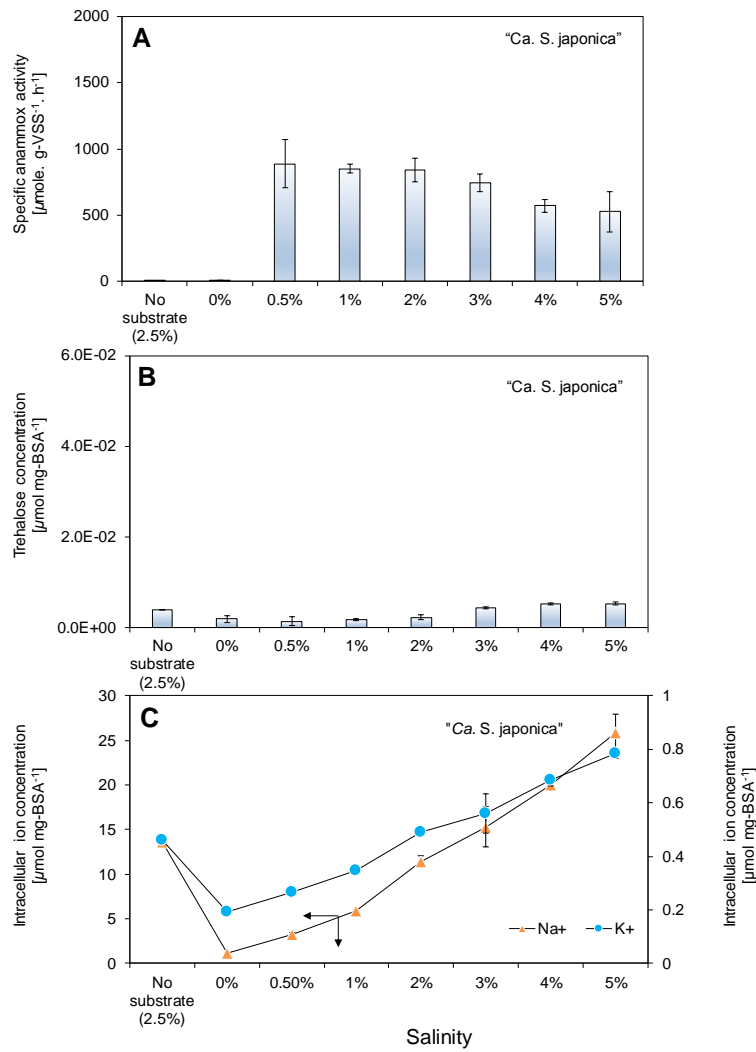 A
“Ca. S. japonica”
Specific anammox activity
[µmole. g-VSS⁻¹. h⁻¹]
2000
1500
1000
500
0
No
substrate
(2.5%)
0%
0.5%
1%
2%
3%
4%
5%
B
“Ca. S. japonica”
Trehalose concentration
[µmol mg-BSA⁻¹]
6.0E-02
4.0E-02
2.0E-02
0.0E+00
No
substrate
(2.5%)
0%
0.5%
1%
2%
3%
4%
5%
C
"Ca. S. japonica"
Intracellular ion concentration
[µmol mg-BSA⁻¹]
30
25
20
15
10
5
0
1
0.8
0.6
0.4
0.2
0
Intracellular ion concentration
[µmol mg-BSA⁻¹]
Na+
K+
No
substrate
(2.5%)
0%
0.50%
1%
2%
3%
4%
5%
Salinity